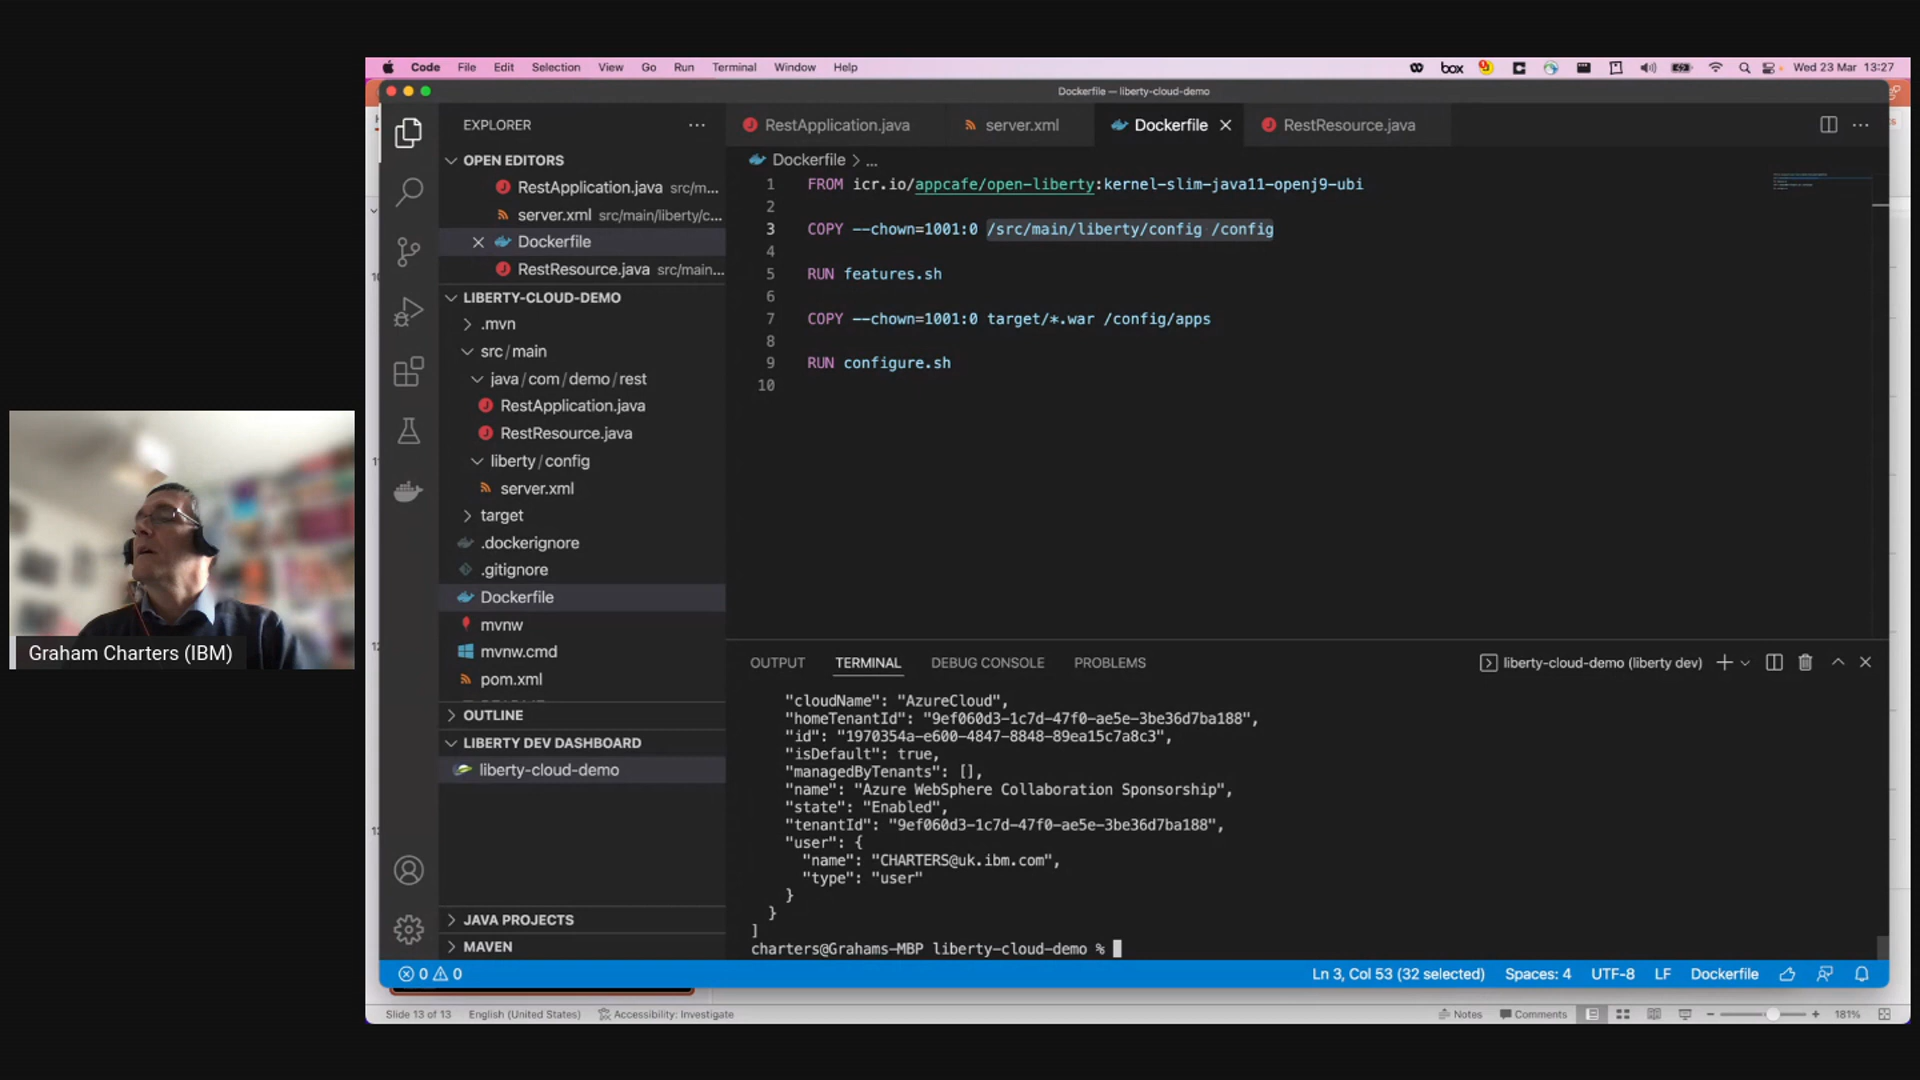 Code File Edit Selection View Go Run Terminal Window Help
box
Wed 23 Mar 13:27
Dockerfile — liberty-cloud-demo
EXPLORER
OPEN EDITORS
RestApplication.java src/m...
server.xml src/main/liberty/c...
Dockerfile
RestResource.java src/main...
LIBERTY-CLOUD-DEMO
.mvn
src/main
java/com/demo/rest
RestApplication.java
RestResource.java
liberty/config
server.xml
target
.dockerignore
.gitignore
Dockerfile
mvnw
mvnw.cmd
pom.xml
OUTLINE
LIBERTY DEV DASHBOARD
liberty-cloud-demo
JAVA PROJECTS
MAVEN
RestApplication.java server.xml Dockerfile RestResource.java
Dockerfile > ...
1 FROM icr.io/appcafe/open-liberty:kernel-slim-java11-openj9-ubi
2
3 COPY --chown=1001:0 /src/main/liberty/config /config
4
5 RUN features.sh
6
7 COPY --chown=1001:0 target/*.war /config/apps
8
9 RUN configure.sh
10
OUTPUT TERMINAL DEBUG CONSOLE PROBLEMS
liberty-cloud-demo (liberty dev)
"cloudName": "AzureCloud",
"homeTenantId": "9ef060d3-1c7d-47f0-ae5e-3be36d7ba188",
"id": "1970354a-e600-4847-8848-89ea15c7a8c3",
"isDefault": true,
"managedByTenants": [],
"name": "Azure WebSphere Collaboration Sponsorship",
"state": "Enabled",
"tenantId": "9ef060d3-1c7d-47f0-ae5e-3be36d7ba188",
"user": {
"name": "CHARTERS@uk.ibm.com",
"type": "user"
}
}
]
charters@Grahams-MBP liberty-cloud-demo %
0 0
Ln 3, Col 53 (32 selected) Spaces: 4 UTF-8 LF Dockerfile
Slide 13 of 13 English (United States) Accessibility: Investigate
Notes Comments 181%
Graham Charters (IBM)